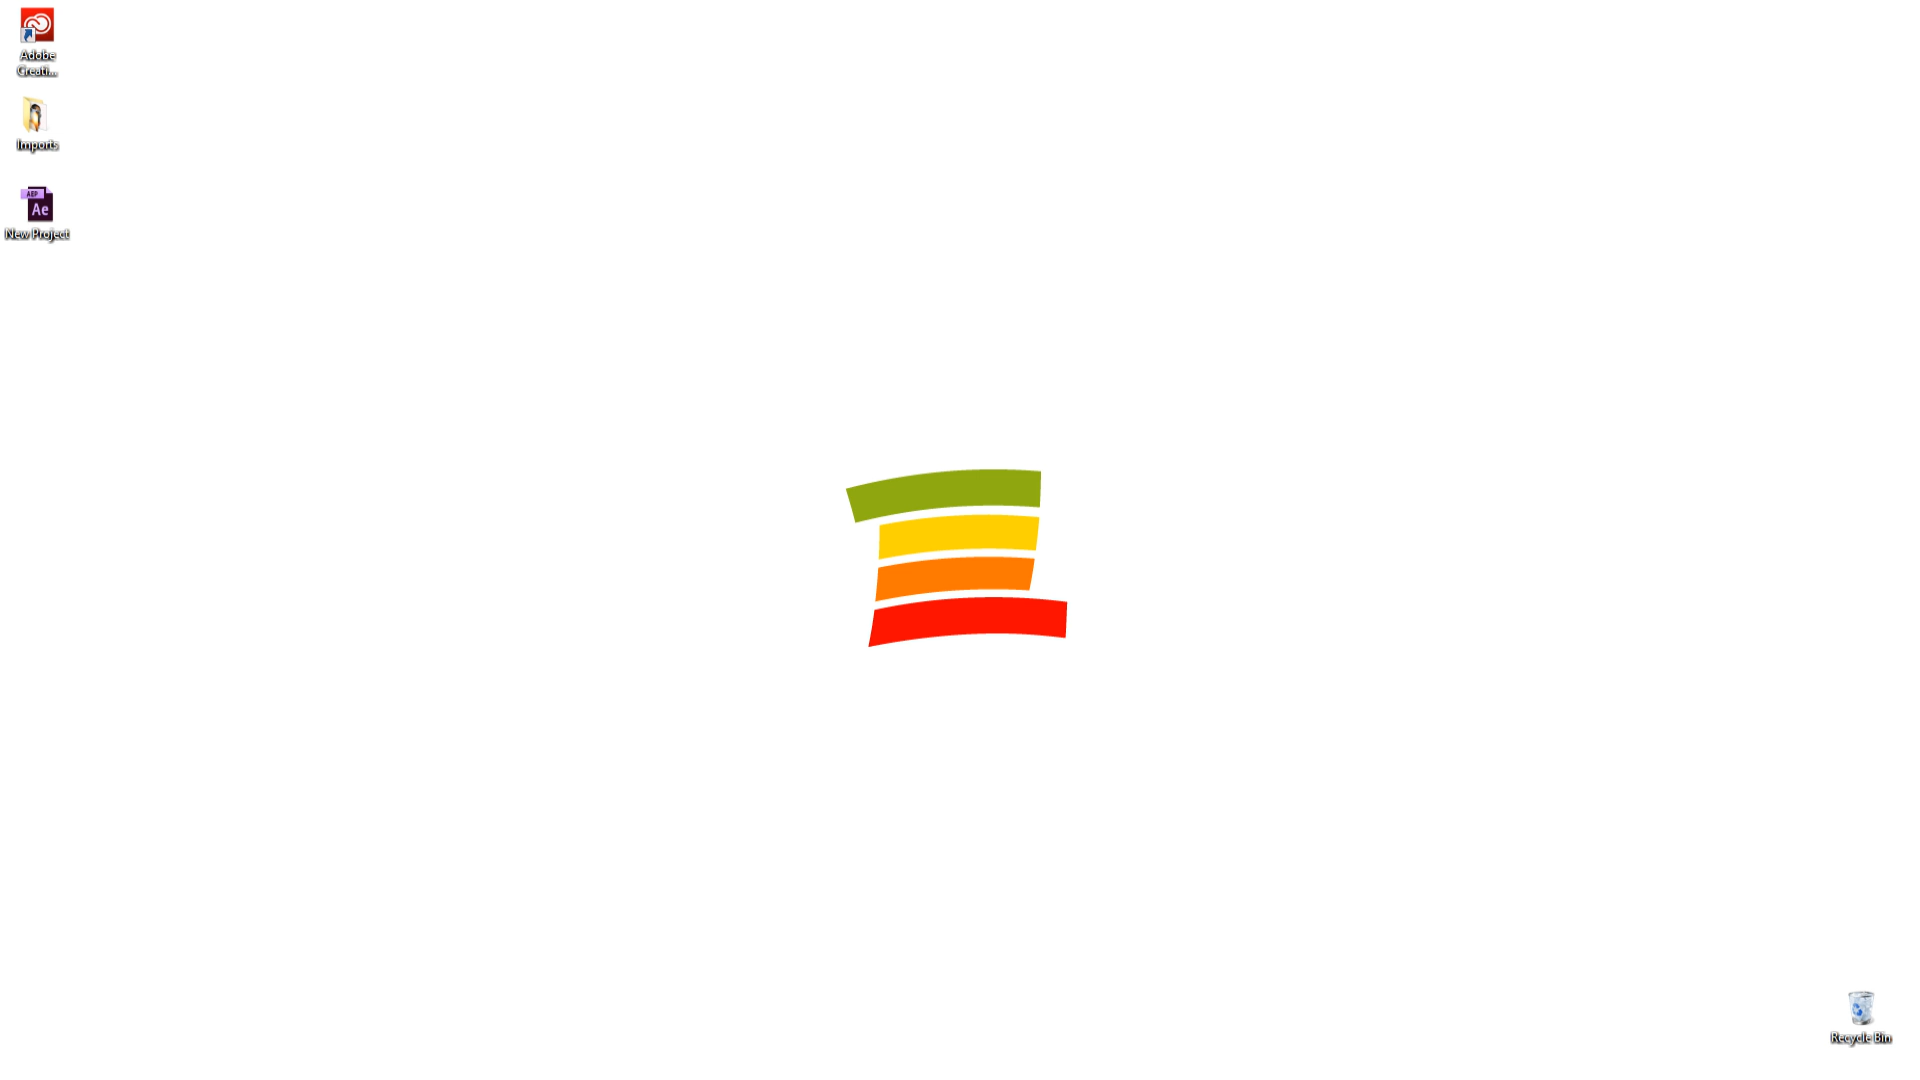 Adobe
Creati...
Imports
AEP
Ae
New Project
Recycle Bin